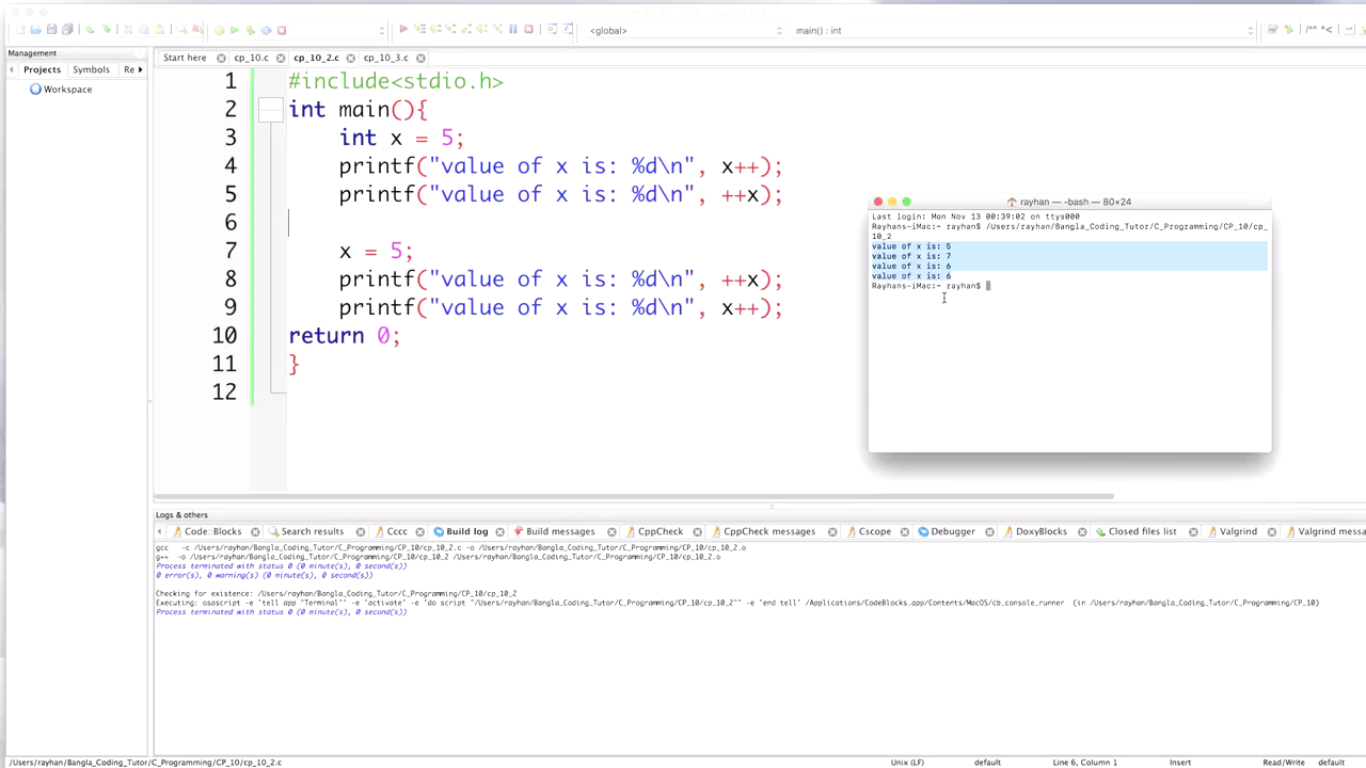 <global>
main() : int
/** *<
Management
Start here cp_10.c cp_10_2.c cp_10_3.c
Projects Symbols Re
Workspace
1 #include<stdio.h>
2 int main(){
3 int x = 5;
4 printf("value of x is: %d\n", x++);
5 printf("value of x is: %d\n", ++x);
6
7 x = 5;
8 printf("value of x is: %d\n", ++x);
9 printf("value of x is: %d\n", x++);
10 return 0;
11 }
12
rayhan — -bash — 80×24
Last login: Mon Nov 13 00:39:02 on ttys000
Rayhans-iMac:~ rayhan$ /Users/rayhan/Bangla_Coding_Tutor/C_Programming/CP_10/cp_
10_2
value of x is: 5
value of x is: 7
value of x is: 6
value of x is: 6
Rayhans-iMac:~ rayhan$
Logs & others
Code::Blocks Search results Cccc Build log Build messages CppCheck CppCheck messages Cscope Debugger DoxyBlocks Closed files list Valgrind Valgrind messa
gcc -c /Users/rayhan/Bangla_Coding_Tutor/C_Programming/CP_10/cp_10_2.c -o /Users/rayhan/Bangla_Coding_Tutor/C_Programming/CP_10/cp_10_2.o
g++ -o /Users/rayhan/Bangla_Coding_Tutor/C_Programming/CP_10/cp_10_2 /Users/rayhan/Bangla_Coding_Tutor/C_Programming/CP_10/cp_10_2.o
Process terminated with status 0 (0 minute(s), 0 second(s))
0 error(s), 0 warning(s) (0 minute(s), 0 second(s))
Checking for existence: /Users/rayhan/Bangla_Coding_Tutor/C_Programming/CP_10/cp_10_2
Executing: osascript -e 'tell app "Terminal"' -e 'activate' -e 'do script "/Users/rayhan/Bangla_Coding_Tutor/C_Programming/CP_10/cp_10_2"' -e 'end tell' /Applications/CodeBlocks.app/Contents/MacOS/cb_console_runner (in /Users/rayhan/Bangla_Coding_Tutor/C_Programming/CP_10)
Process terminated with status 0 (0 minute(s), 0 second(s))
/Users/rayhan/Bangla_Coding_Tutor/C_Programming/CP_10/cp_10_2.c Unix (LF) default Line 6, Column 1 Insert Read/Write default